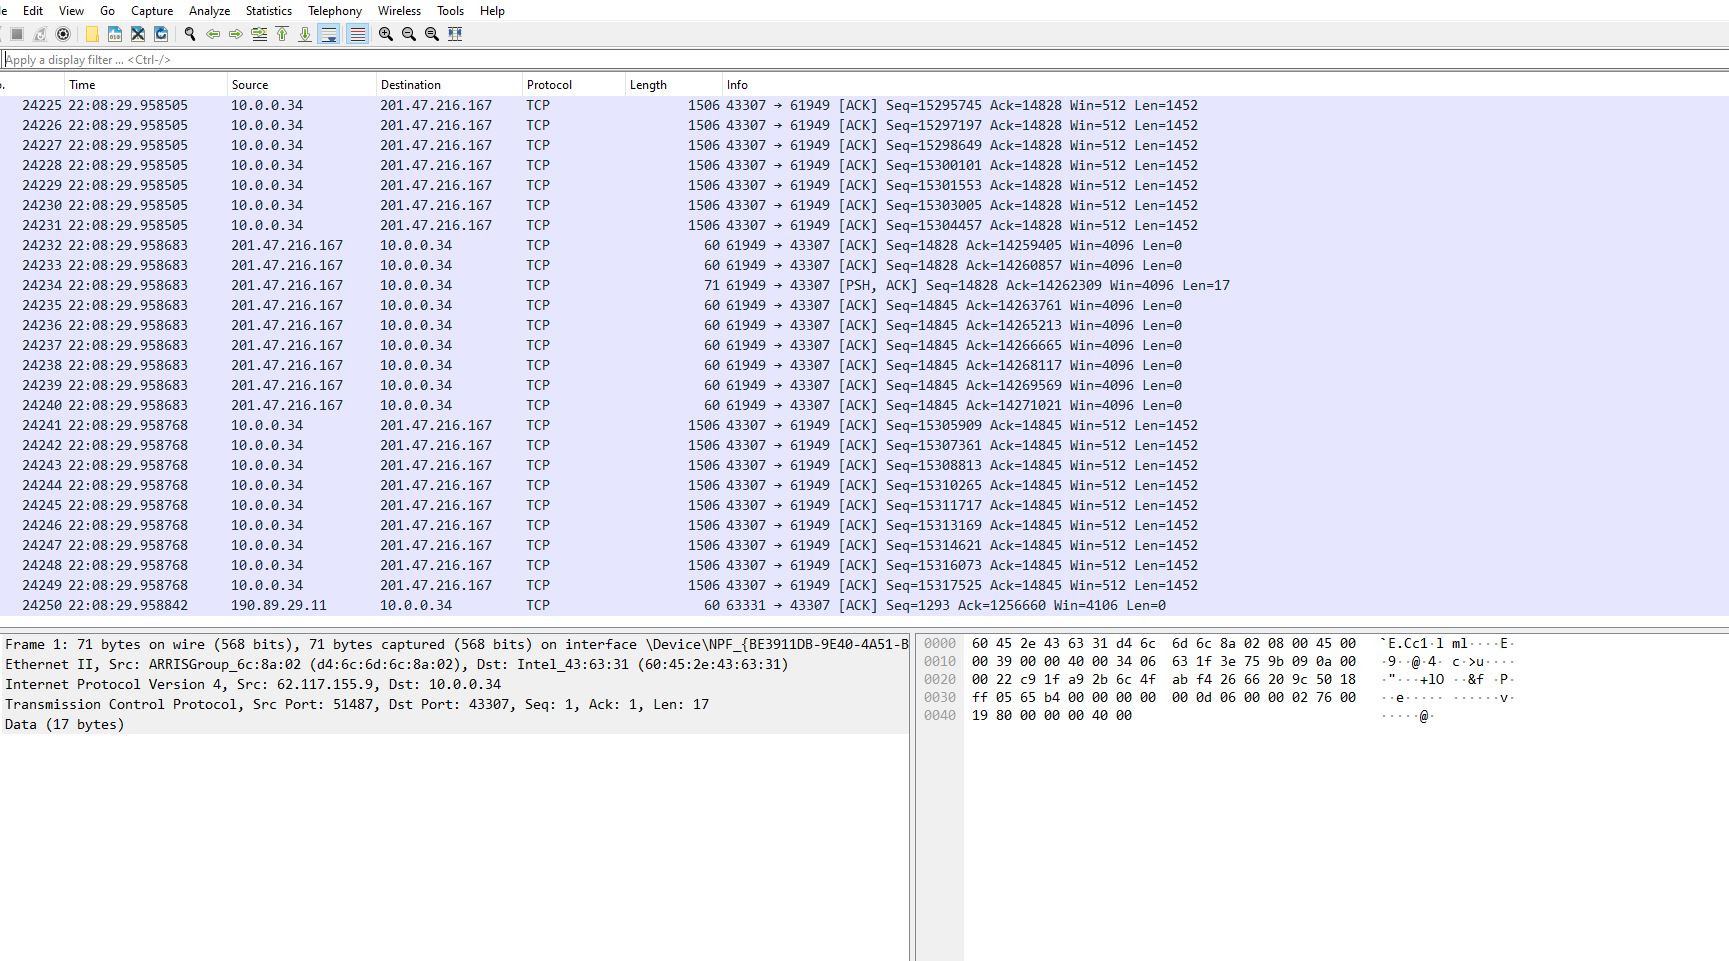 Edit View Go Capture Analyze Statistics Telephony Wireless Tools Help
Apply a display filter ... <Ctrl-/>
Time Source Destination Protocol Length Info
24225 22:08:29.958505 10.0.0.34 201.47.216.167 TCP 1506 43307 → 61949 [ACK] Seq=15295745 Ack=14828 Win=512 Len=1452
24226 22:08:29.958505 10.0.0.34 201.47.216.167 TCP 1506 43307 → 61949 [ACK] Seq=15297197 Ack=14828 Win=512 Len=1452
24227 22:08:29.958505 10.0.0.34 201.47.216.167 TCP 1506 43307 → 61949 [ACK] Seq=15298649 Ack=14828 Win=512 Len=1452
24228 22:08:29.958505 10.0.0.34 201.47.216.167 TCP 1506 43307 → 61949 [ACK] Seq=15300101 Ack=14828 Win=512 Len=1452
24229 22:08:29.958505 10.0.0.34 201.47.216.167 TCP 1506 43307 → 61949 [ACK] Seq=15301553 Ack=14828 Win=512 Len=1452
24230 22:08:29.958505 10.0.0.34 201.47.216.167 TCP 1506 43307 → 61949 [ACK] Seq=15303005 Ack=14828 Win=512 Len=1452
24231 22:08:29.958505 10.0.0.34 201.47.216.167 TCP 1506 43307 → 61949 [ACK] Seq=15304457 Ack=14828 Win=512 Len=1452
24232 22:08:29.958683 201.47.216.167 10.0.0.34 TCP 60 61949 → 43307 [ACK] Seq=14828 Ack=14259405 Win=4096 Len=0
24233 22:08:29.958683 201.47.216.167 10.0.0.34 TCP 60 61949 → 43307 [ACK] Seq=14828 Ack=14260857 Win=4096 Len=0
24234 22:08:29.958683 201.47.216.167 10.0.0.34 TCP 71 61949 → 43307 [PSH, ACK] Seq=14828 Ack=14262309 Win=4096 Len=17
24235 22:08:29.958683 201.47.216.167 10.0.0.34 TCP 60 61949 → 43307 [ACK] Seq=14845 Ack=14263761 Win=4096 Len=0
24236 22:08:29.958683 201.47.216.167 10.0.0.34 TCP 60 61949 → 43307 [ACK] Seq=14845 Ack=14265213 Win=4096 Len=0
24237 22:08:29.958683 201.47.216.167 10.0.0.34 TCP 60 61949 → 43307 [ACK] Seq=14845 Ack=14266665 Win=4096 Len=0
24238 22:08:29.958683 201.47.216.167 10.0.0.34 TCP 60 61949 → 43307 [ACK] Seq=14845 Ack=14268117 Win=4096 Len=0
24239 22:08:29.958683 201.47.216.167 10.0.0.34 TCP 60 61949 → 43307 [ACK] Seq=14845 Ack=14269569 Win=4096 Len=0
24240 22:08:29.958683 201.47.216.167 10.0.0.34 TCP 60 61949 → 43307 [ACK] Seq=14845 Ack=14271021 Win=4096 Len=0
24241 22:08:29.958768 10.0.0.34 201.47.216.167 TCP 1506 43307 → 61949 [ACK] Seq=15305909 Ack=14845 Win=512 Len=1452
24242 22:08:29.958768 10.0.0.34 201.47.216.167 TCP 1506 43307 → 61949 [ACK] Seq=15307361 Ack=14845 Win=512 Len=1452
24243 22:08:29.958768 10.0.0.34 201.47.216.167 TCP 1506 43307 → 61949 [ACK] Seq=15308813 Ack=14845 Win=512 Len=1452
24244 22:08:29.958768 10.0.0.34 201.47.216.167 TCP 1506 43307 → 61949 [ACK] Seq=15310265 Ack=14845 Win=512 Len=1452
24245 22:08:29.958768 10.0.0.34 201.47.216.167 TCP 1506 43307 → 61949 [ACK] Seq=15311717 Ack=14845 Win=512 Len=1452
24246 22:08:29.958768 10.0.0.34 201.47.216.167 TCP 1506 43307 → 61949 [ACK] Seq=15313169 Ack=14845 Win=512 Len=1452
24247 22:08:29.958768 10.0.0.34 201.47.216.167 TCP 1506 43307 → 61949 [ACK] Seq=15314621 Ack=14845 Win=512 Len=1452
24248 22:08:29.958768 10.0.0.34 201.47.216.167 TCP 1506 43307 → 61949 [ACK] Seq=15316073 Ack=14845 Win=512 Len=1452
24249 22:08:29.958768 10.0.0.34 201.47.216.167 TCP 1506 43307 → 61949 [ACK] Seq=15317525 Ack=14845 Win=512 Len=1452
24250 22:08:29.958842 190.89.29.11 10.0.0.34 TCP 60 63331 → 43307 [ACK] Seq=1293 Ack=1256660 Win=4106 Len=0
Frame 1: 71 bytes on wire (568 bits), 71 bytes captured (568 bits) on interface \Device\NPF_{BE3911DB-9E40-4A51-B
Ethernet II, Src: ARRISGroup_6c:8a:02 (d4:6c:6d:6c:8a:02), Dst: Intel_43:63:31 (60:45:2e:43:63:31)
Internet Protocol Version 4, Src: 62.117.155.9, Dst: 10.0.0.34
Transmission Control Protocol, Src Port: 51487, Dst Port: 43307, Seq: 1, Ack: 1, Len: 17
Data (17 bytes)
0000 60 45 2e 43 63 31 d4 6c 6d 6c 8a 02 08 00 45 00 `E.Cc1·l ml····E·
0010 00 39 00 00 40 00 34 06 63 1f 3e 75 9b 09 0a 00 ·9··@·4· c·>u····
0020 00 22 c9 1f a9 2b 6c 4f ab f4 26 66 20 9c 50 18 ·"···+lO ··&f ·P·
0030 ff 05 65 b4 00 00 00 00 00 0d 06 00 00 02 76 00 ··e····· ······v·
0040 19 80 00 00 00 40 00 ·····@·